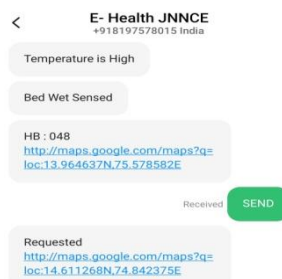 E- Health JNNCE
+918197578015 India
Temperature is High
Bed Wet Sensed
HB : 048
http://maps.google.com/maps?q=
loc:13.964637N,75.578582E
Received
SEND
Requested
http://maps.google.com/maps?q=
loc:14.611268N,74.842375E